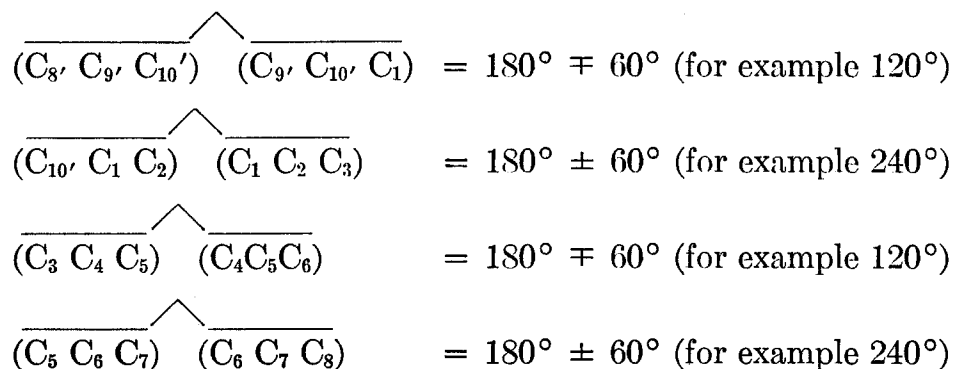 (C₈′ C₉′ C₁₀′) (C₉′ C₁₀′ C₁) = 180° ∓ 60° (for example 120°)
(C₁₀′ C₁ C₂) (C₁ C₂ C₃) = 180° ± 60° (for example 240°)
(C₃ C₄ C₅) (C₄C₅C₆) = 180° ∓ 60° (for example 120°)
(C₅ C₆ C₇) (C₆ C₇ C₈) = 180° ± 60° (for example 240°)